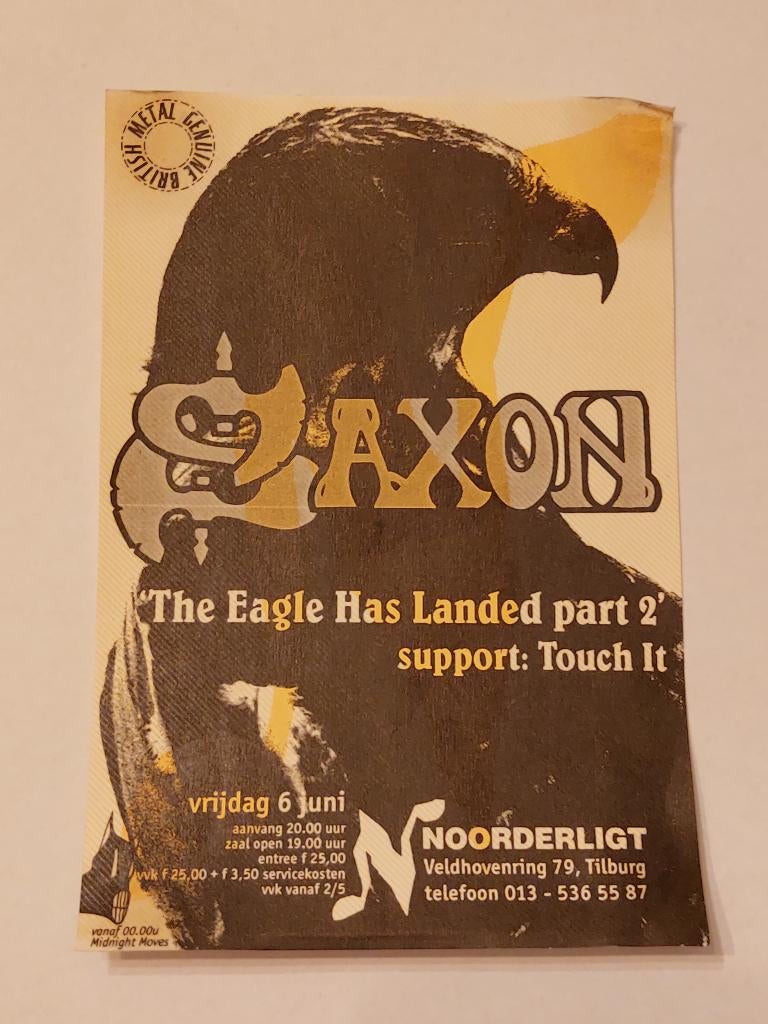 BRITISH METAL GENUINE
SAXON
'The Eagle Has Landed part 2'
support: Touch It
vrijdag 6 juni
aanvang 20.00 uur
zaal open 19.00 uur
entree f 25,00
vvk f 25,00 + f 3,50 servicekosten
vvk vanaf 2/5
N
NOORDERLIGT
Veldhovenring 79, Tilburg
telefoon 013 - 536 55 87
vanaf 00.00u
Midnight Moves